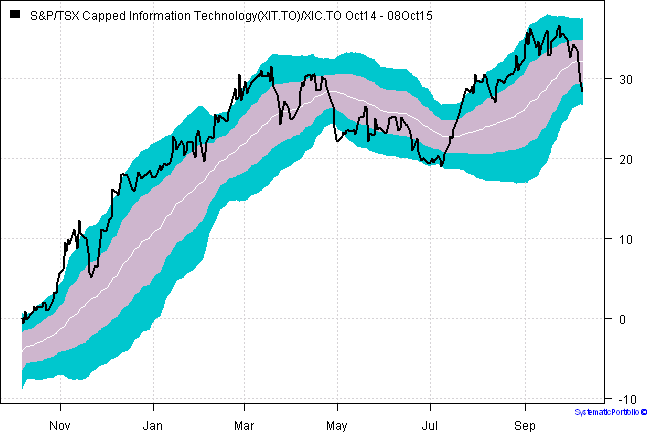 S&P/TSX Capped Information Technology(XIT.TO)/XIC.TO Oct14 - 08Oct15
30
20
10
0
-10
Nov Jan Mar May Jul Sep
SystematicPortfolio ©